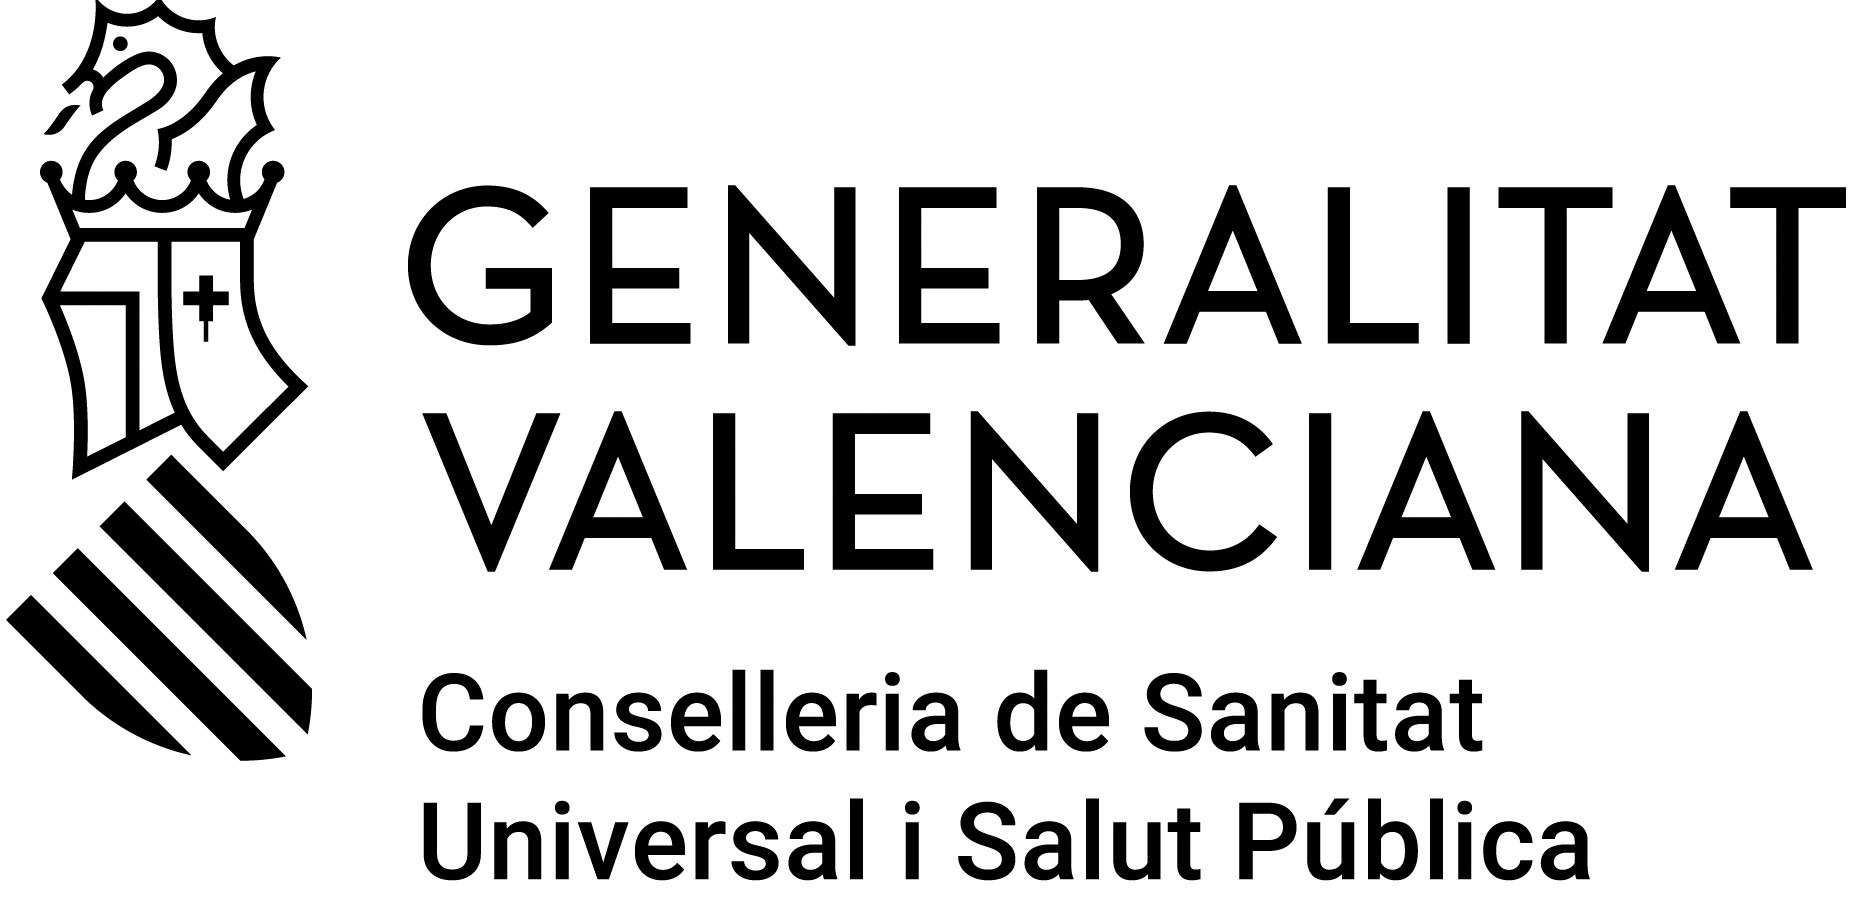 GENERALITAT
VALENCIANA
Conselleria de Sanitat
Universal i Salut Pública